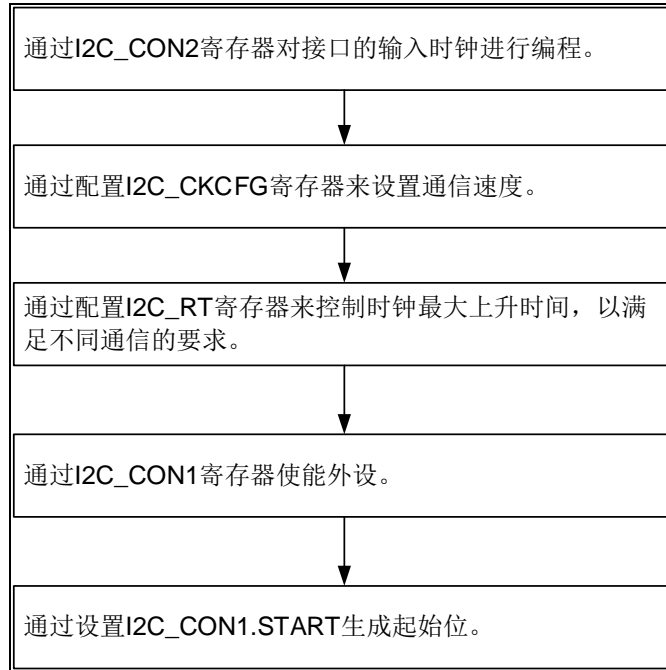 通过I2C_CON2寄存器对接口的输入时钟进行编程。
通过配置I2C_CKCFG寄存器来设置通信速度。
通过配置I2C_RT寄存器来控制时钟最大上升时间，以满
足不同通信的要求。
通过I2C_CON1寄存器使能外设。
通过设置I2C_CON1.START生成起始位。